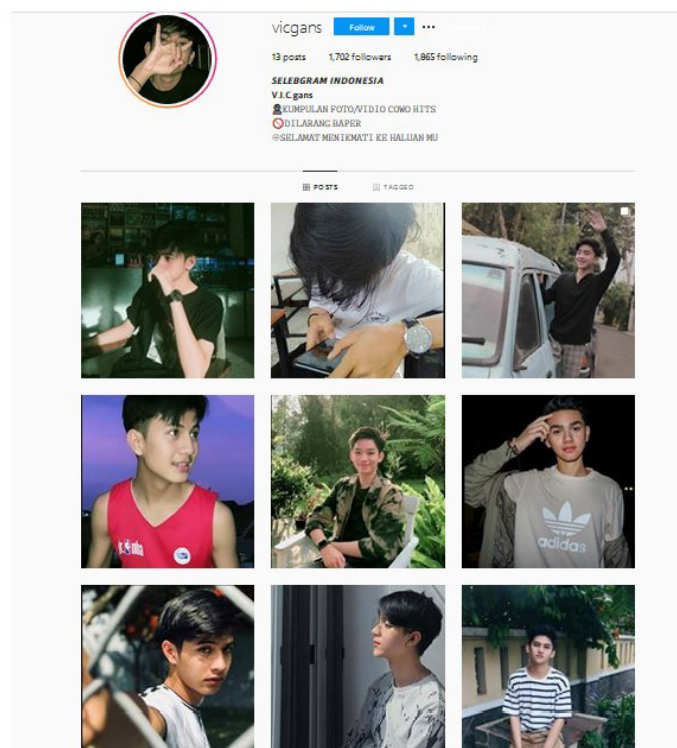 vicgans Follow
13 posts 1,702 followers 1,865 following
SELEBGRAM INDONESIA
V.I.C.gans
KUMPULAN FOTO/VIDIO COWO HITS
DILARANG BAPER
SELAMAT MENIKMATI KE HALUAN MU
POSTS TAGGED
adidas